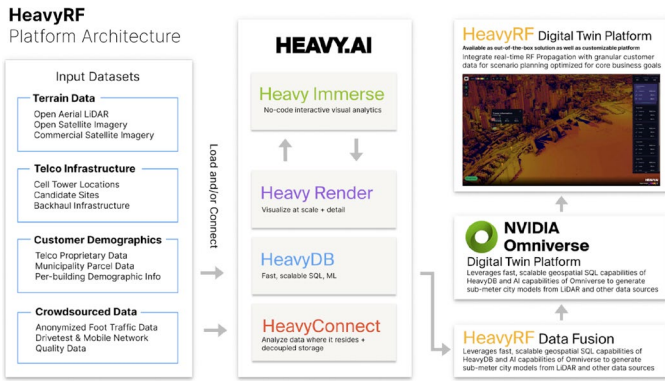 HeavyRF
Platform Architecture
Input Datasets
Terrain Data
Open Aerial LiDAR
Open Satellite Imagery
Commercial Satellite Imagery
Telco Infrastructure
Cell Tower Locations
Candidate Sites
Backhaul Infrastructure
Customer Demographics
Telco Proprietary Data
Municipality Parcel Data
Per-building Demographic Info
Crowdsourced Data
Anonymized Foot Traffic Data
Drivetest & Mobile Network
Quality Data
Load and/or Connect
HEAVY.AI
Heavy Immerse
No-code interactive visual analytics
Heavy Render
Visualize at scale + detail
HeavyDB
Fast, scalable SQL, ML
HeavyConnect
Analyze data where it resides +
decoupled storage
HeavyRF Digital Twin Platform
Available as out-of-the-box solution as well as customizable platform
Integrate real-time RF Propagation with granular customer
data for scenario planning optimized for core business goals
HEAVY.AI
NVIDIA
Omniverse
Digital Twin Platform
Leverages fast, scalable geospatial SQL capabilities of
HeavyDB and AI capabilities of Omniverse to generate
sub-meter city models from LiDAR and other data sources
HeavyRF Data Fusion
Leverages fast, scalable geospatial SQL capabilities of
HeavyDB and AI capabilities of Omniverse to generate
sub-meter city models from LiDAR and other data sources